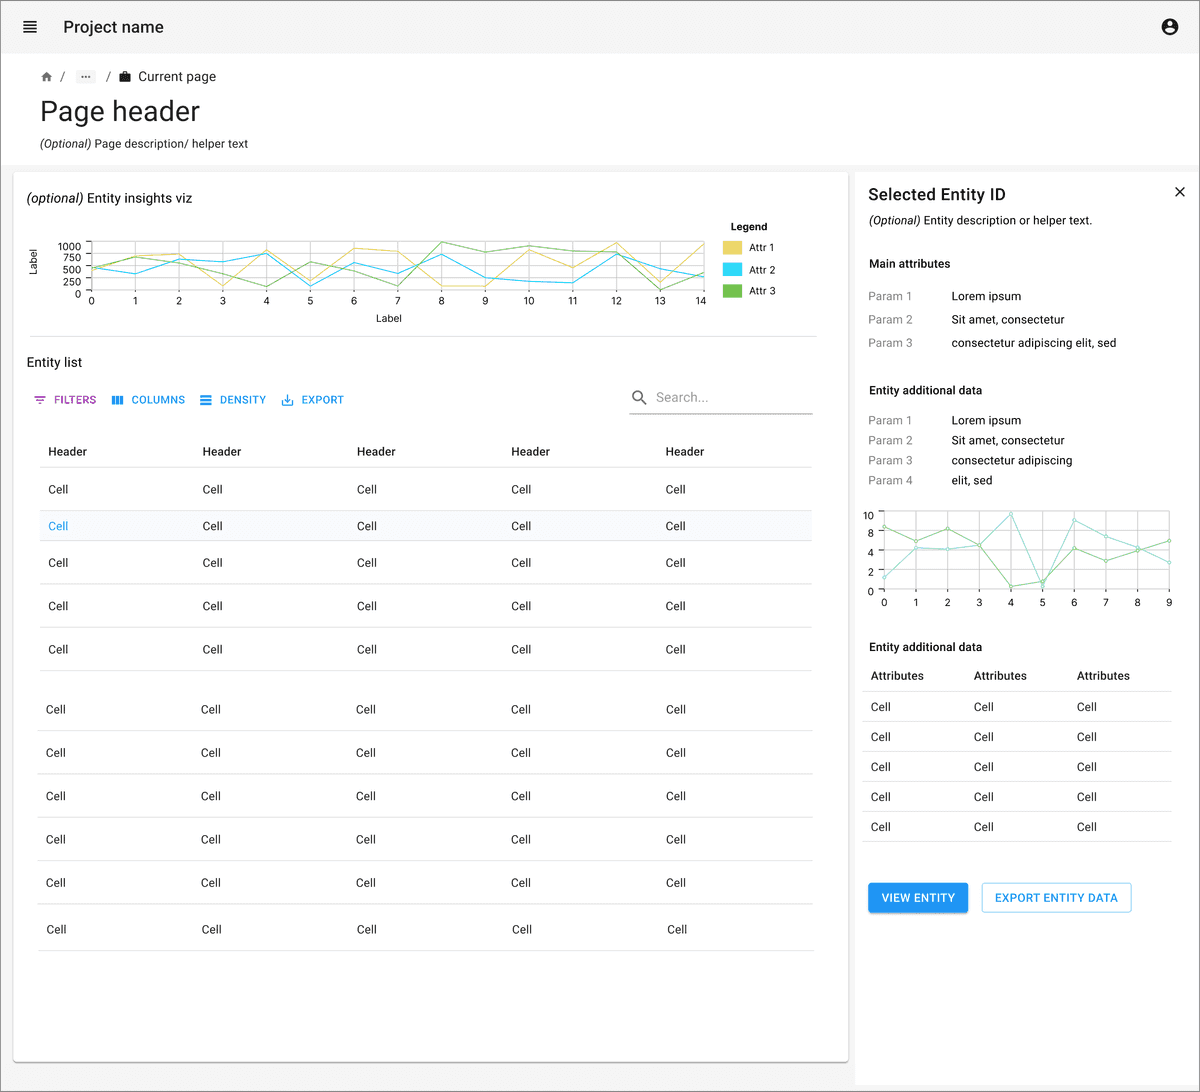 Project name
/ ... / Current page
Page header
(Optional) Page description/ helper text
(optional) Entity insights viz
Label
1000
750
500
250
0
0 1 2 3 4 5 6 7 8 9 10 11 12 13 14
Label
Legend
Attr 1
Attr 2
Attr 3
Entity list
FILTERS COLUMNS DENSITY EXPORT Search...
Header Header Header Header Header
Cell Cell Cell Cell Cell
Cell Cell Cell Cell Cell
Cell Cell Cell Cell Cell
Cell Cell Cell Cell Cell
Cell Cell Cell Cell Cell
Cell Cell Cell Cell Cell
Cell Cell Cell Cell Cell
Cell Cell Cell Cell Cell
Cell Cell Cell Cell Cell
Cell Cell Cell Cell Cell
Cell Cell Cell Cell Cell
Selected Entity ID
(Optional) Entity description or helper text.
Main attributes
Param 1 Lorem ipsum
Param 2 Sit amet, consectetur
Param 3 consectetur adipiscing elit, sed
Entity additional data
Param 1 Lorem ipsum
Param 2 Sit amet, consectetur
Param 3 consectetur adipiscing
Param 4 elit, sed
10
8
4
2
0
0 1 2 3 4 5 6 7 8 9
Entity additional data
Attributes Attributes Attributes
Cell Cell Cell
Cell Cell Cell
Cell Cell Cell
Cell Cell Cell
Cell Cell Cell
VIEW ENTITY EXPORT ENTITY DATA